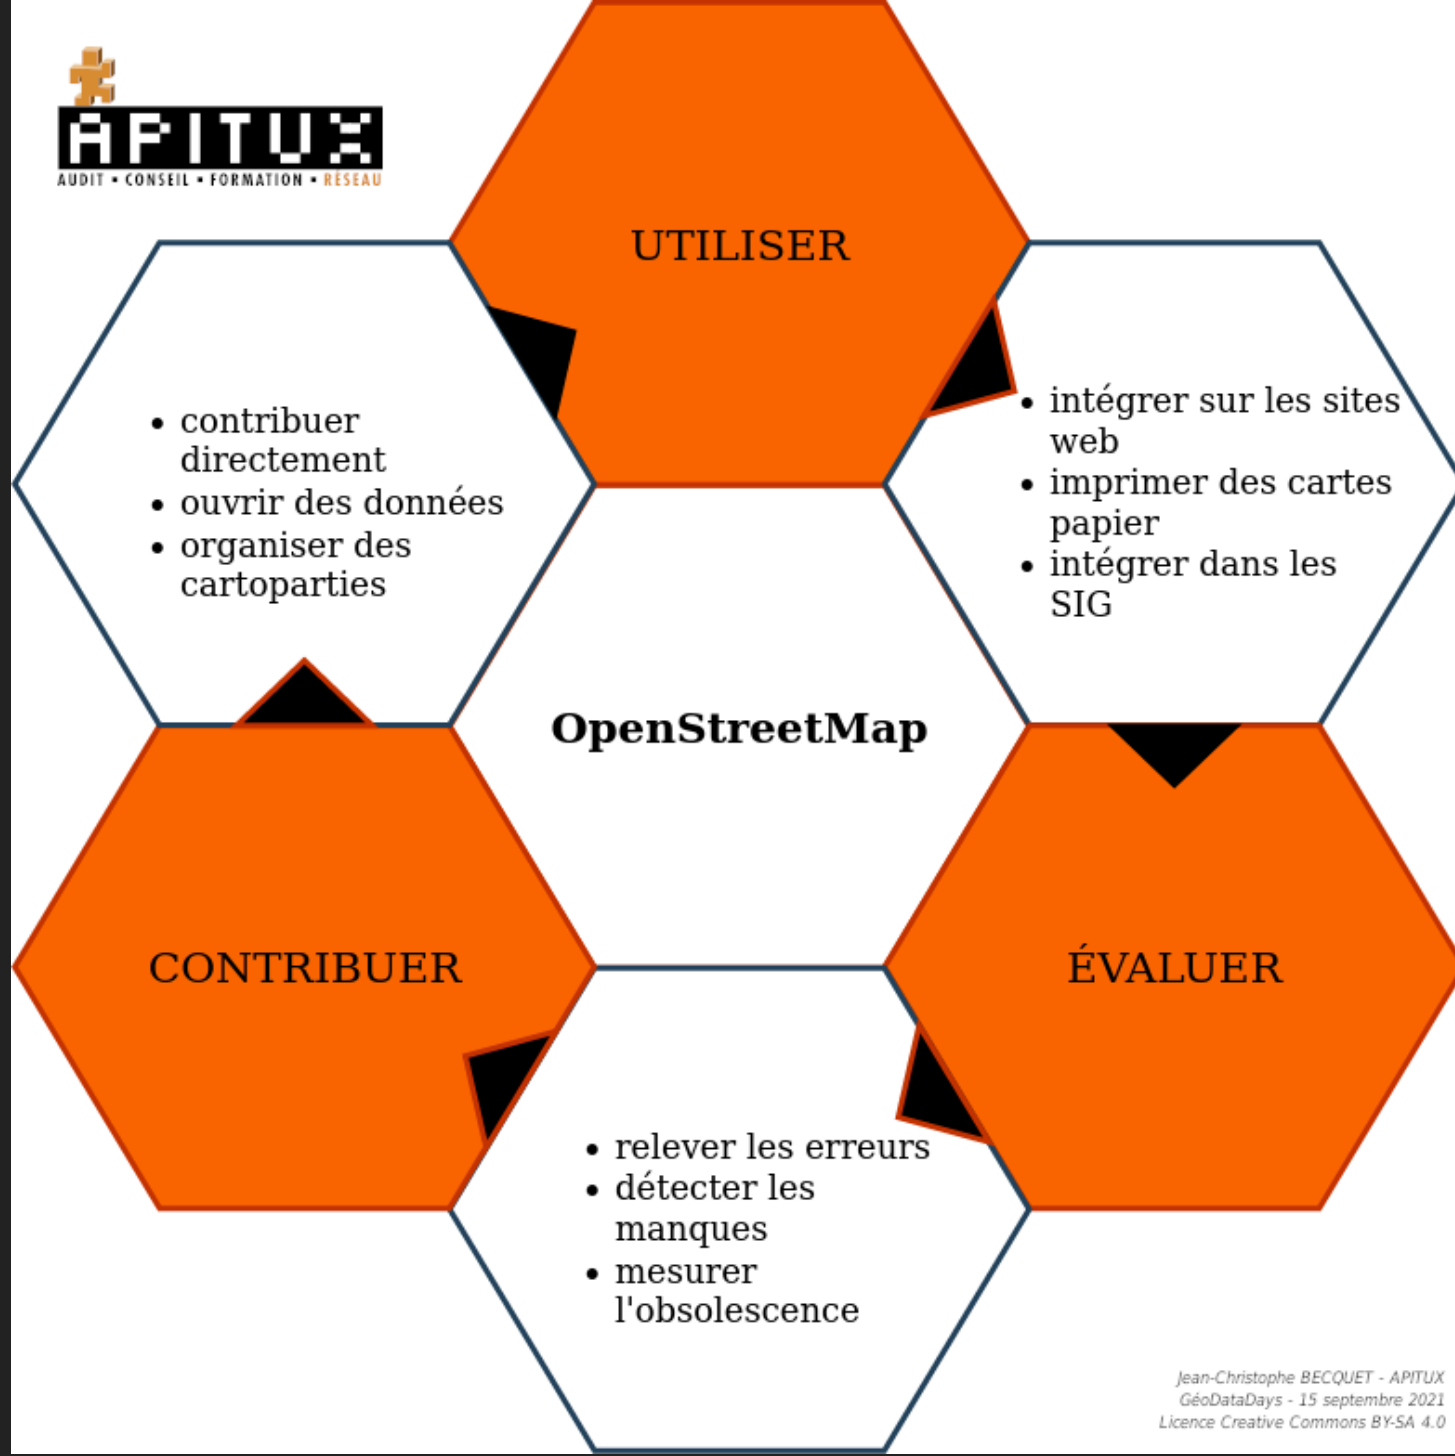 APITUX
AUDIT ▪ CONSEIL ▪ FORMATION ▪ RÉSEAU
UTILISER
• contribuer
directement
• ouvrir des données
• organiser des
cartoparties
• intégrer sur les sites
web
• imprimer des cartes
papier
• intégrer dans les
SIG
OpenStreetMap
CONTRIBUER
ÉVALUER
• relever les erreurs
• détecter les
manques
• mesurer
l'obsolescence
Jean-Christophe BECQUET - APITUX
GéoDataDays - 15 septembre 2021
Licence Creative Commons BY-SA 4.0